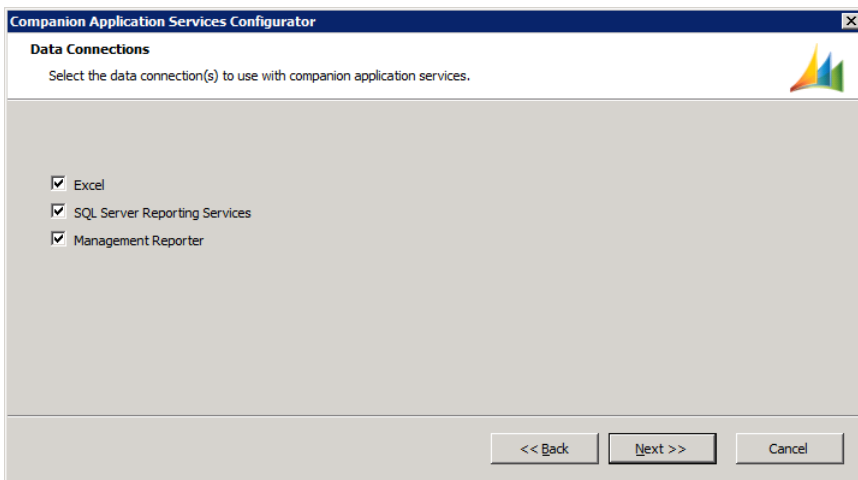 Companion Application Services Configurator
Data Connections
Select the data connection(s) to use with companion application services.
Excel
SQL Server Reporting Services
Management Reporter
<< Back
Next >>
Cancel